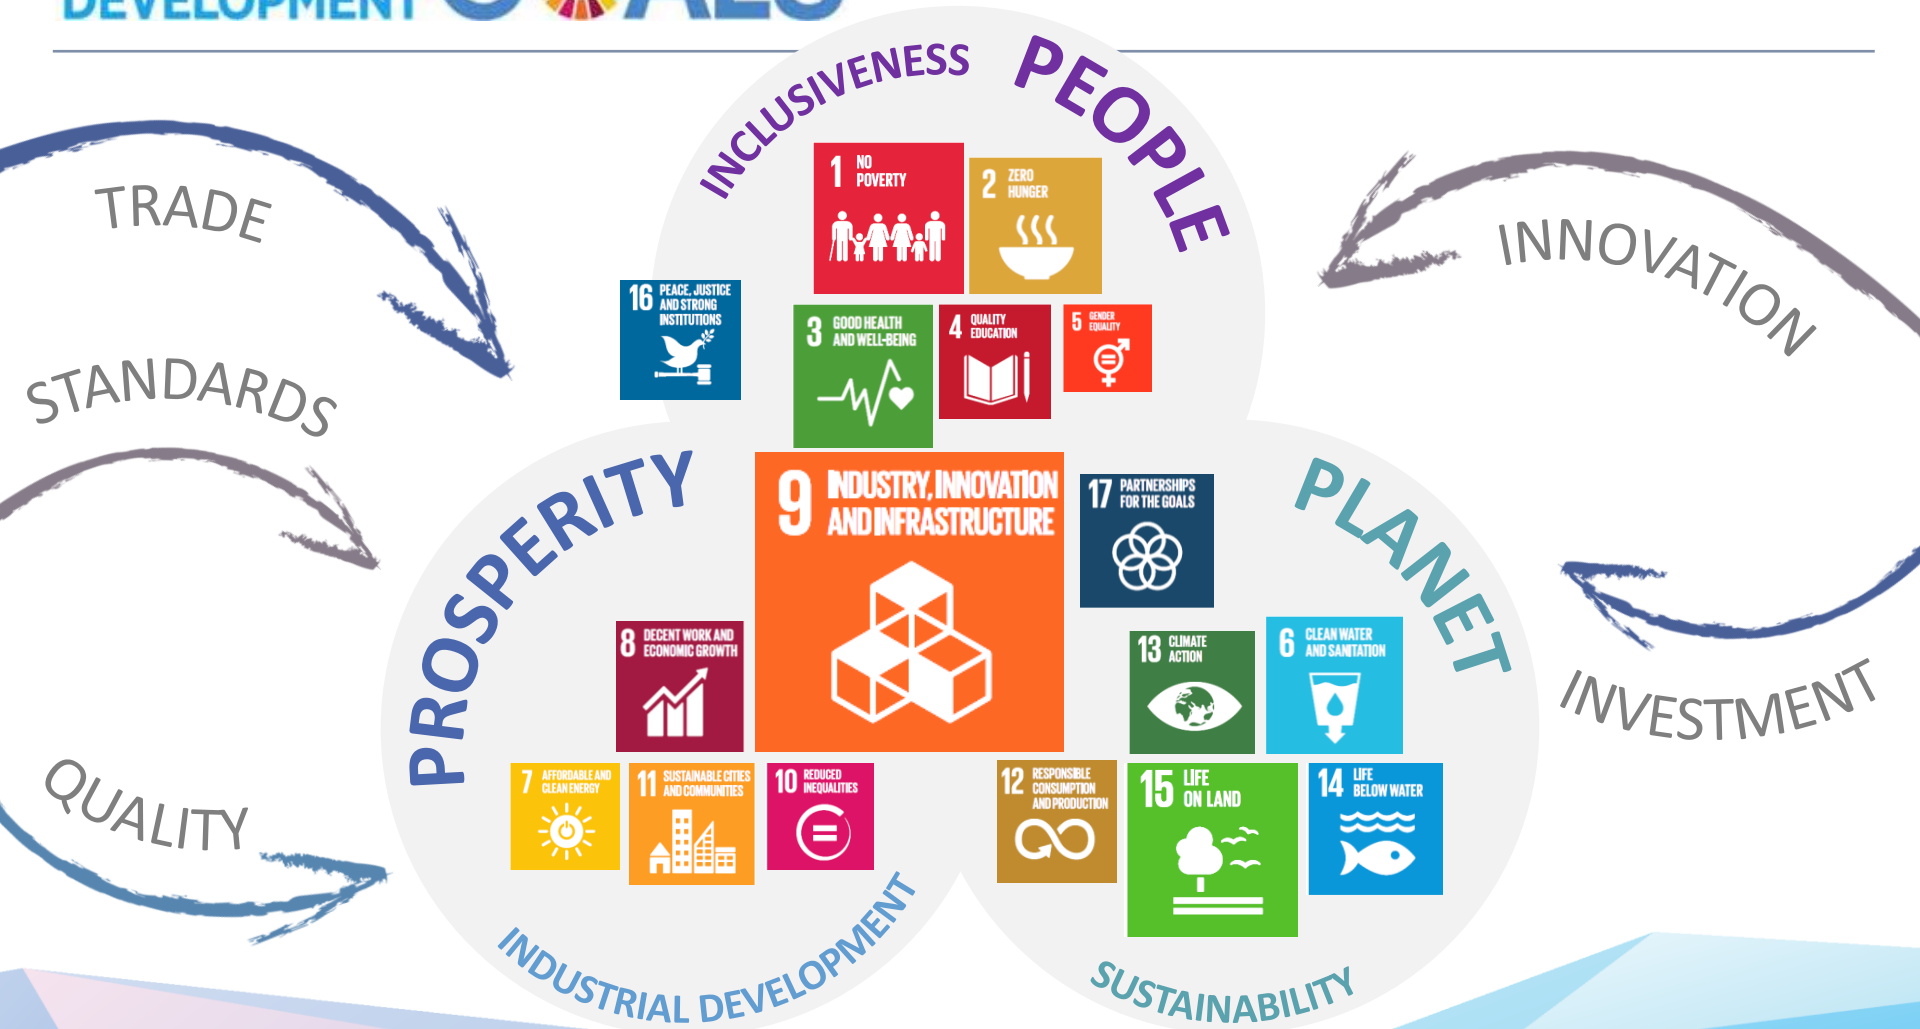 DEVELOPMENT GOALS
INCLUSIVENESS
PEOPLE
1 NO
POVERTY
2 ZERO
HUNGER
TRADE
INNOVATION
16 PEACE, JUSTICE
AND STRONG
INSTITUTIONS
3 GOOD HEALTH
AND WELL-BEING
4 QUALITY
EDUCATION
5 GENDER
EQUALITY
STANDARDS
PROSPERITY
9 INDUSTRY, INNOVATION
AND INFRASTRUCTURE
17 PARTNERSHIPS
FOR THE GOALS
PLANET
8 DECENT WORK AND
ECONOMIC GROWTH
13 CLIMATE
ACTION
6 CLEAN WATER
AND SANITATION
INVESTMENT
QUALITY
7 AFFORDABLE AND
CLEAN ENERGY
11 SUSTAINABLE CITIES
AND COMMUNITIES
10 REDUCED
INEQUALITIES
12 RESPONSIBLE
CONSUMPTION
AND PRODUCTION
15 LIFE
ON LAND
14 LIFE
BELOW WATER
INDUSTRIAL DEVELOPMENT
SUSTAINABILITY